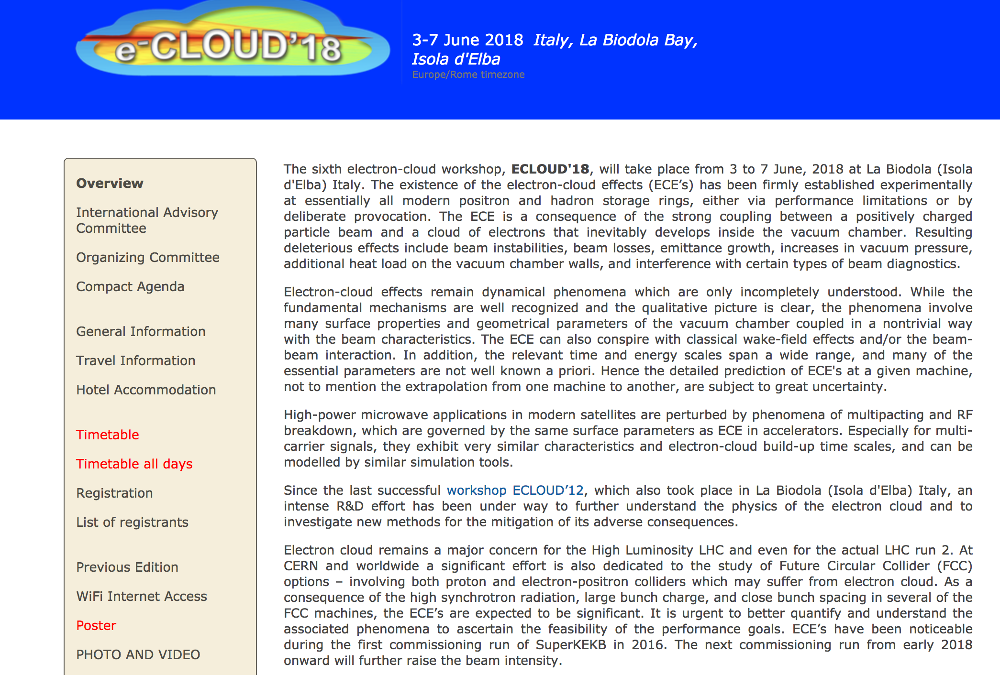 e-CLOUD'18
3-7 June 2018 Italy, La Biodola Bay,
Isola d'Elba
Europe/Rome timezone
Overview
International Advisory
Committee
Organizing Committee
Compact Agenda
General Information
Travel Information
Hotel Accommodation
Timetable
Timetable all days
Registration
List of registrants
Previous Edition
WiFi Internet Access
Poster
PHOTO AND VIDEO
The sixth electron-cloud workshop, ECLOUD'18, will take place from 3 to 7 June, 2018 at La Biodola (Isola
d'Elba) Italy. The existence of the electron-cloud effects (ECE’s) has been firmly established experimentally
at essentially all modern positron and hadron storage rings, either via performance limitations or by
deliberate provocation. The ECE is a consequence of the strong coupling between a positively charged
particle beam and a cloud of electrons that inevitably develops inside the vacuum chamber. Resulting
deleterious effects include beam instabilities, beam losses, emittance growth, increases in vacuum pressure,
additional heat load on the vacuum chamber walls, and interference with certain types of beam diagnostics.
Electron-cloud effects remain dynamical phenomena which are only incompletely understood. While the
fundamental mechanisms are well recognized and the qualitative picture is clear, the phenomena involve
many surface properties and geometrical parameters of the vacuum chamber coupled in a nontrivial way
with the beam characteristics. The ECE can also conspire with classical wake-field effects and/or the beam-
beam interaction. In addition, the relevant time and energy scales span a wide range, and many of the
essential parameters are not well known a priori. Hence the detailed prediction of ECE's at a given machine,
not to mention the extrapolation from one machine to another, are subject to great uncertainty.
High-power microwave applications in modern satellites are perturbed by phenomena of multipacting and RF
breakdown, which are governed by the same surface parameters as ECE in accelerators. Especially for multi-
carrier signals, they exhibit very similar characteristics and electron-cloud build-up time scales, and can be
modelled by similar simulation tools.
Since the last successful workshop ECLOUD’12, which also took place in La Biodola (Isola d'Elba) Italy, an
intense R&D effort has been under way to further understand the physics of the electron cloud and to
investigate new methods for the mitigation of its adverse consequences.
Electron cloud remains a major concern for the High Luminosity LHC and even for the actual LHC run 2. At
CERN and worldwide a significant effort is also dedicated to the study of Future Circular Collider (FCC)
options – involving both proton and electron-positron colliders which may suffer from electron cloud. As a
consequence of the high synchrotron radiation, large bunch charge, and close bunch spacing in several of the
FCC machines, the ECE’s are expected to be significant. It is urgent to better quantify and understand the
associated phenomena to ascertain the feasibility of the performance goals. ECE’s have been noticeable
during the first commissioning run of SuperKEKB in 2016. The next commissioning run from early 2018
onward will further raise the beam intensity.